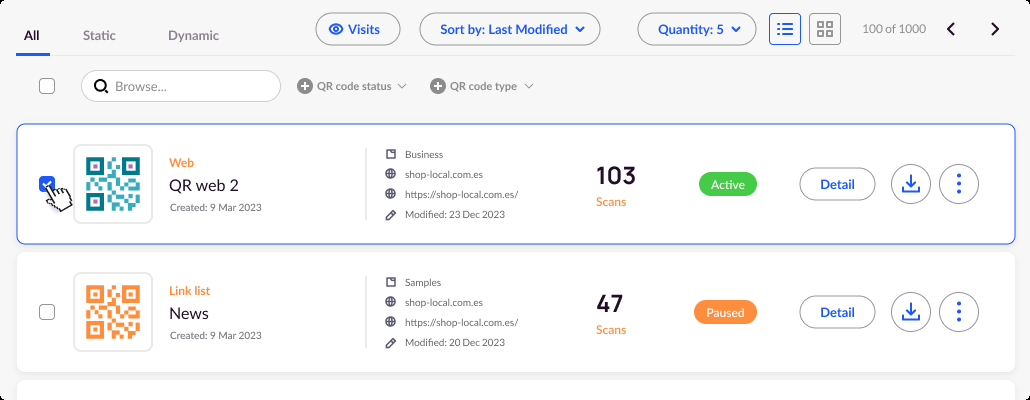 All
Static
Dynamic
Visits
Sort by: Last Modified
Quantity: 5
100 of 1000
Browse...
QR code status
QR code type
Web
QR web 2
Created: 9 Mar 2023
Business
shop-local.com.es
https://shop-local.com.es/
Modified: 23 Dec 2023
103
Scans
Active
Detail
Link list
News
Created: 9 Mar 2023
Samples
shop-local.com.es
https://shop-local.com.es/
Modified: 20 Dec 2023
47
Scans
Paused
Detail